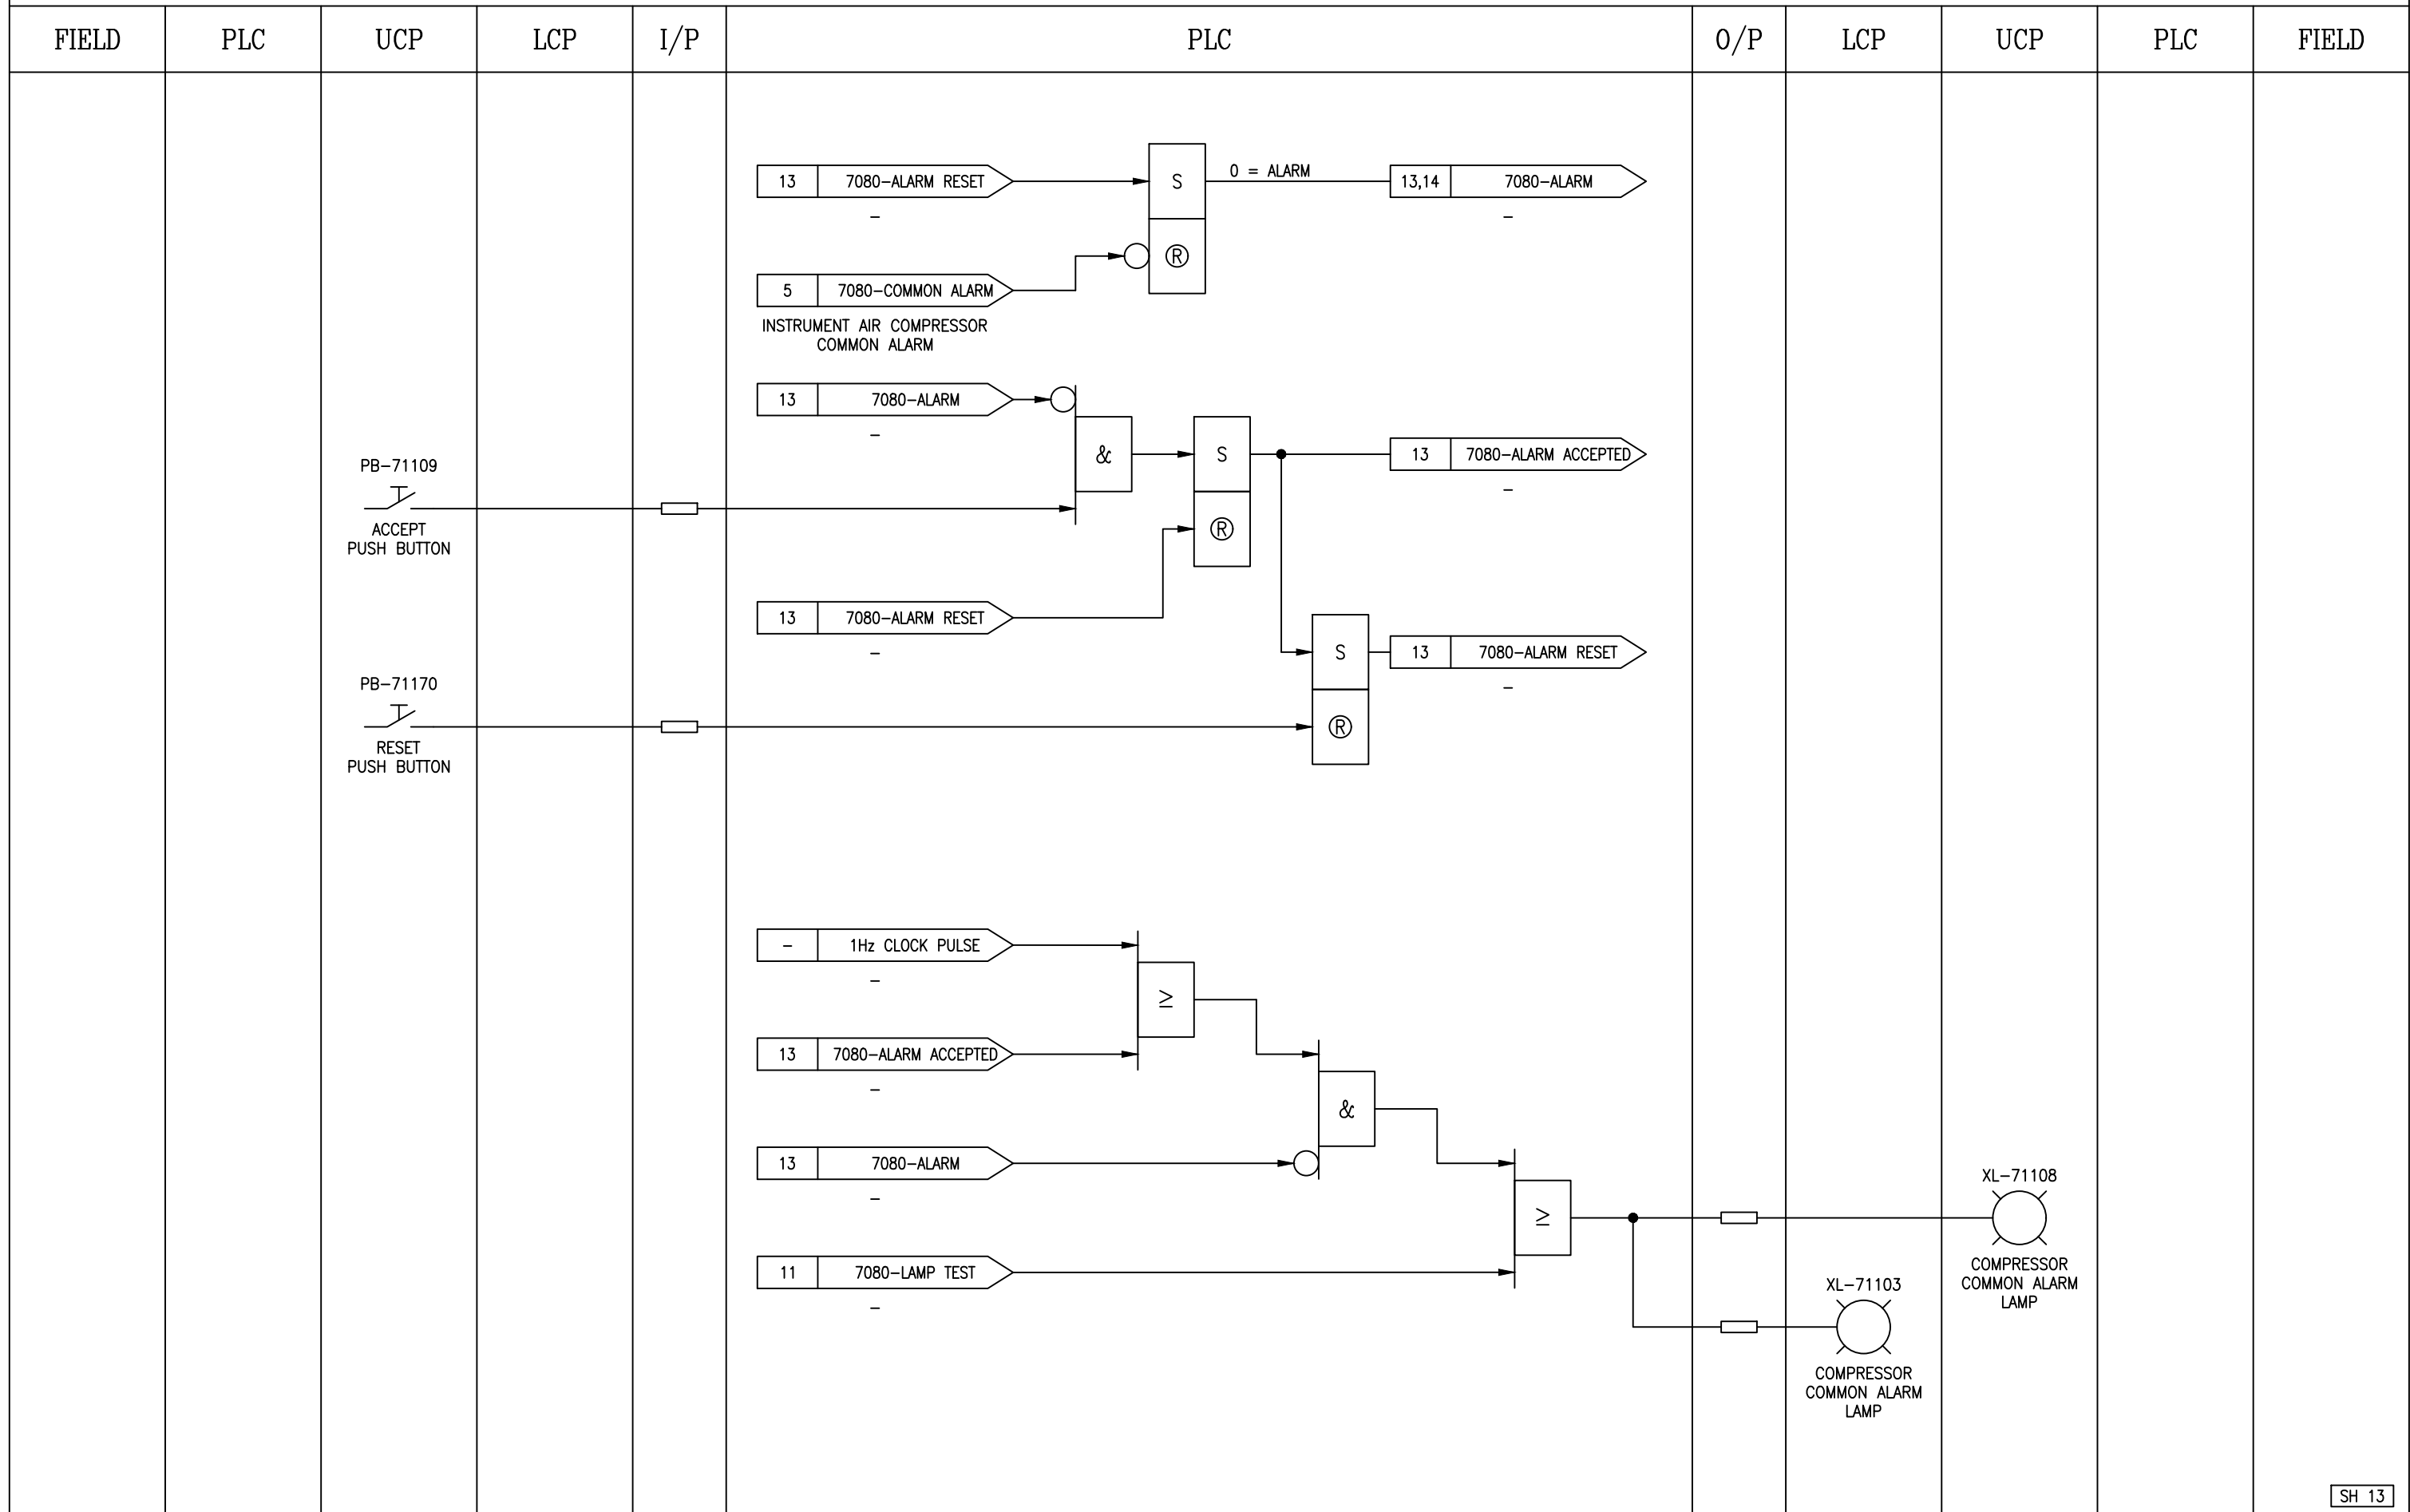 FIELD PLC UCP LCP I/P PLC O/P LCP UCP PLC FIELD
13 7080-ALARM RESET
-
S
Ⓡ
0 = ALARM
13,14 7080-ALARM
-
5 7080-COMMON ALARM
INSTRUMENT AIR COMPRESSOR
COMMON ALARM
13 7080-ALARM
-
PB-71109
ACCEPT
PUSH BUTTON
&
S
Ⓡ
13 7080-ALARM ACCEPTED
-
13 7080-ALARM RESET
-
S
Ⓡ
13 7080-ALARM RESET
-
PB-71170
RESET
PUSH BUTTON
- 1Hz CLOCK PULSE
-
≥
13 7080-ALARM ACCEPTED
-
&
13 7080-ALARM
-
≥
11 7080-LAMP TEST
-
XL-71108
COMPRESSOR
COMMON ALARM
LAMP
XL-71103
COMPRESSOR
COMMON ALARM
LAMP
SH 13